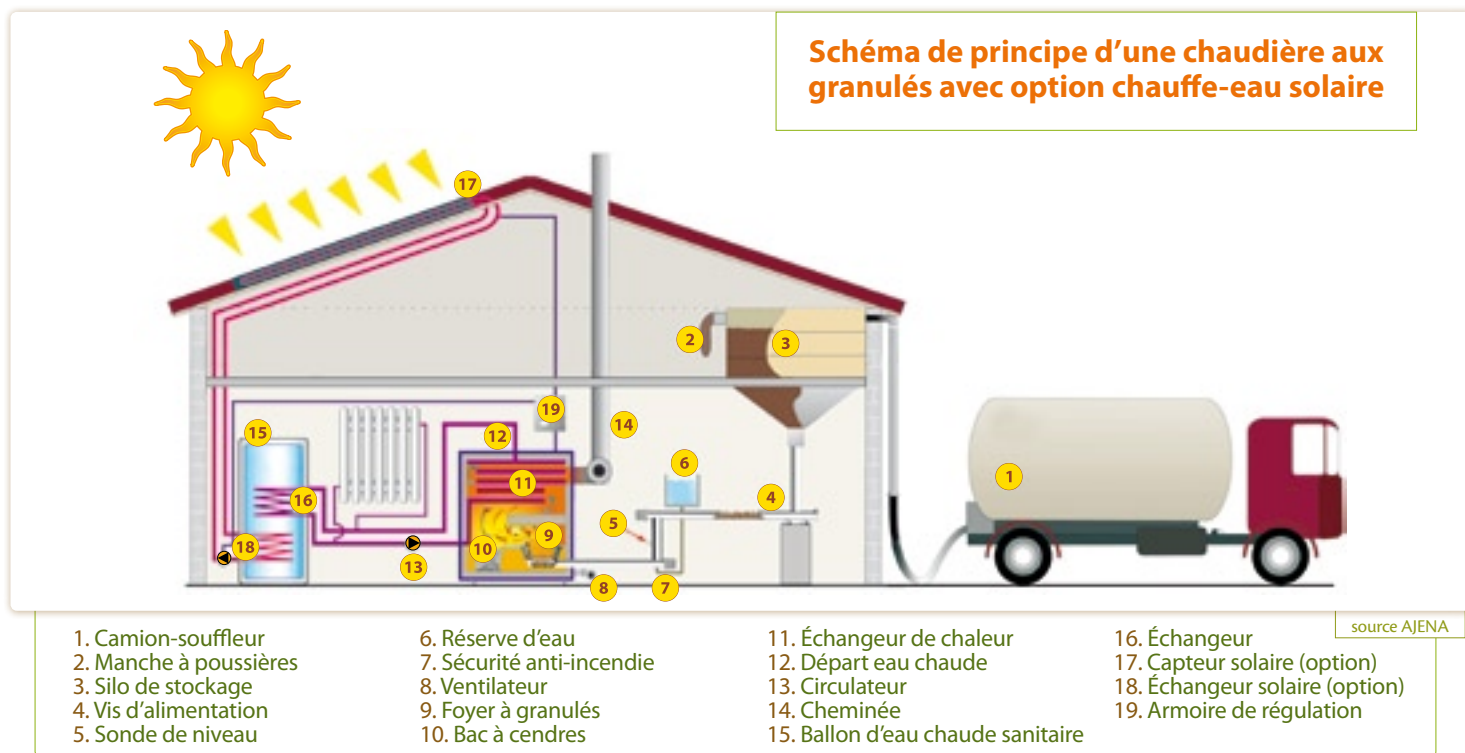 Schéma de principe d'une chaudière aux
granulés avec option chauffe-eau solaire
17
2
3
19
14
12
15
11
6
16
4
1
5
9
18
10
13
8
7
source AJENA
1. Camion-souffleur
2. Manche à poussières
3. Silo de stockage
4. Vis d'alimentation
5. Sonde de niveau
6. Réserve d'eau
7. Sécurité anti-incendie
8. Ventilateur
9. Foyer à granulés
10. Bac à cendres
11. Échangeur de chaleur
12. Départ eau chaude
13. Circulateur
14. Cheminée
15. Ballon d'eau chaude sanitaire
16. Échangeur
17. Capteur solaire (option)
18. Échangeur solaire (option)
19. Armoire de régulation